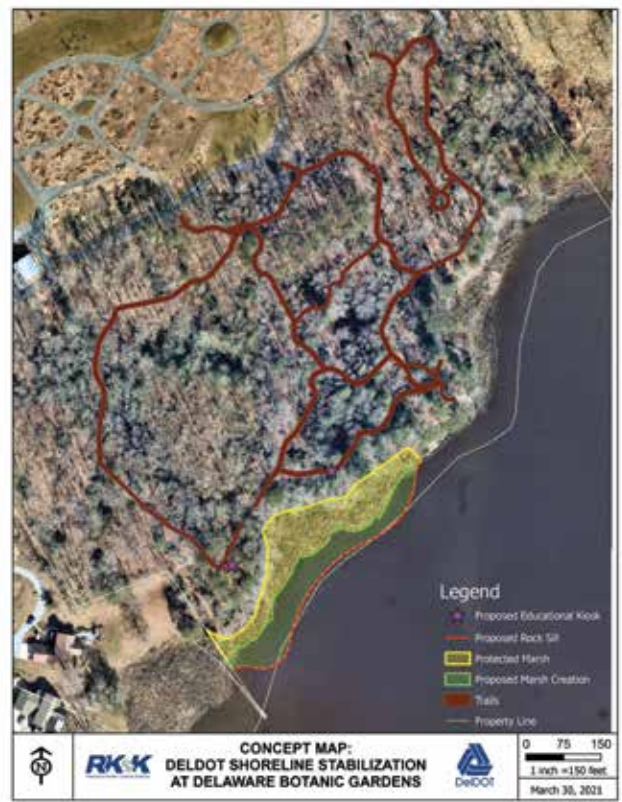 Legend
Proposed Educational Kiosk
Proposed Rock Sill
Protected Marsh
Proposed Marsh Creation
Trails
Property Line
N
RK&K
CONCEPT MAP:
DELDOT SHORELINE STABILIZATION
AT DELAWARE BOTANIC GARDENS
DelDOT
0 75 150
1 inch =150 feet
March 30, 2021